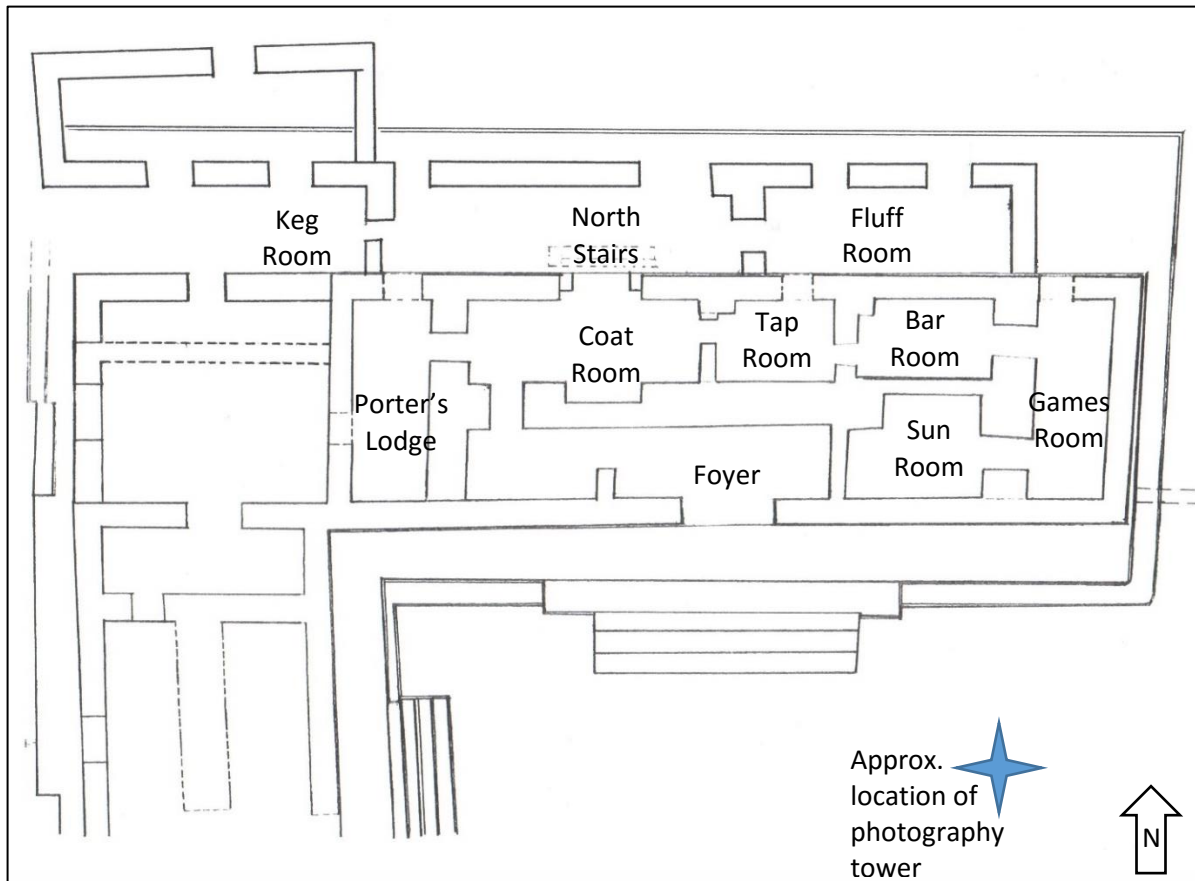 Keg
Room
North
Stairs
Fluff
Room
Coat
Room
Tap
Room
Bar
Room
Porter's
Lodge
Games
Room
Sun
Room
Foyer
Approx.
location of
photography
tower
N